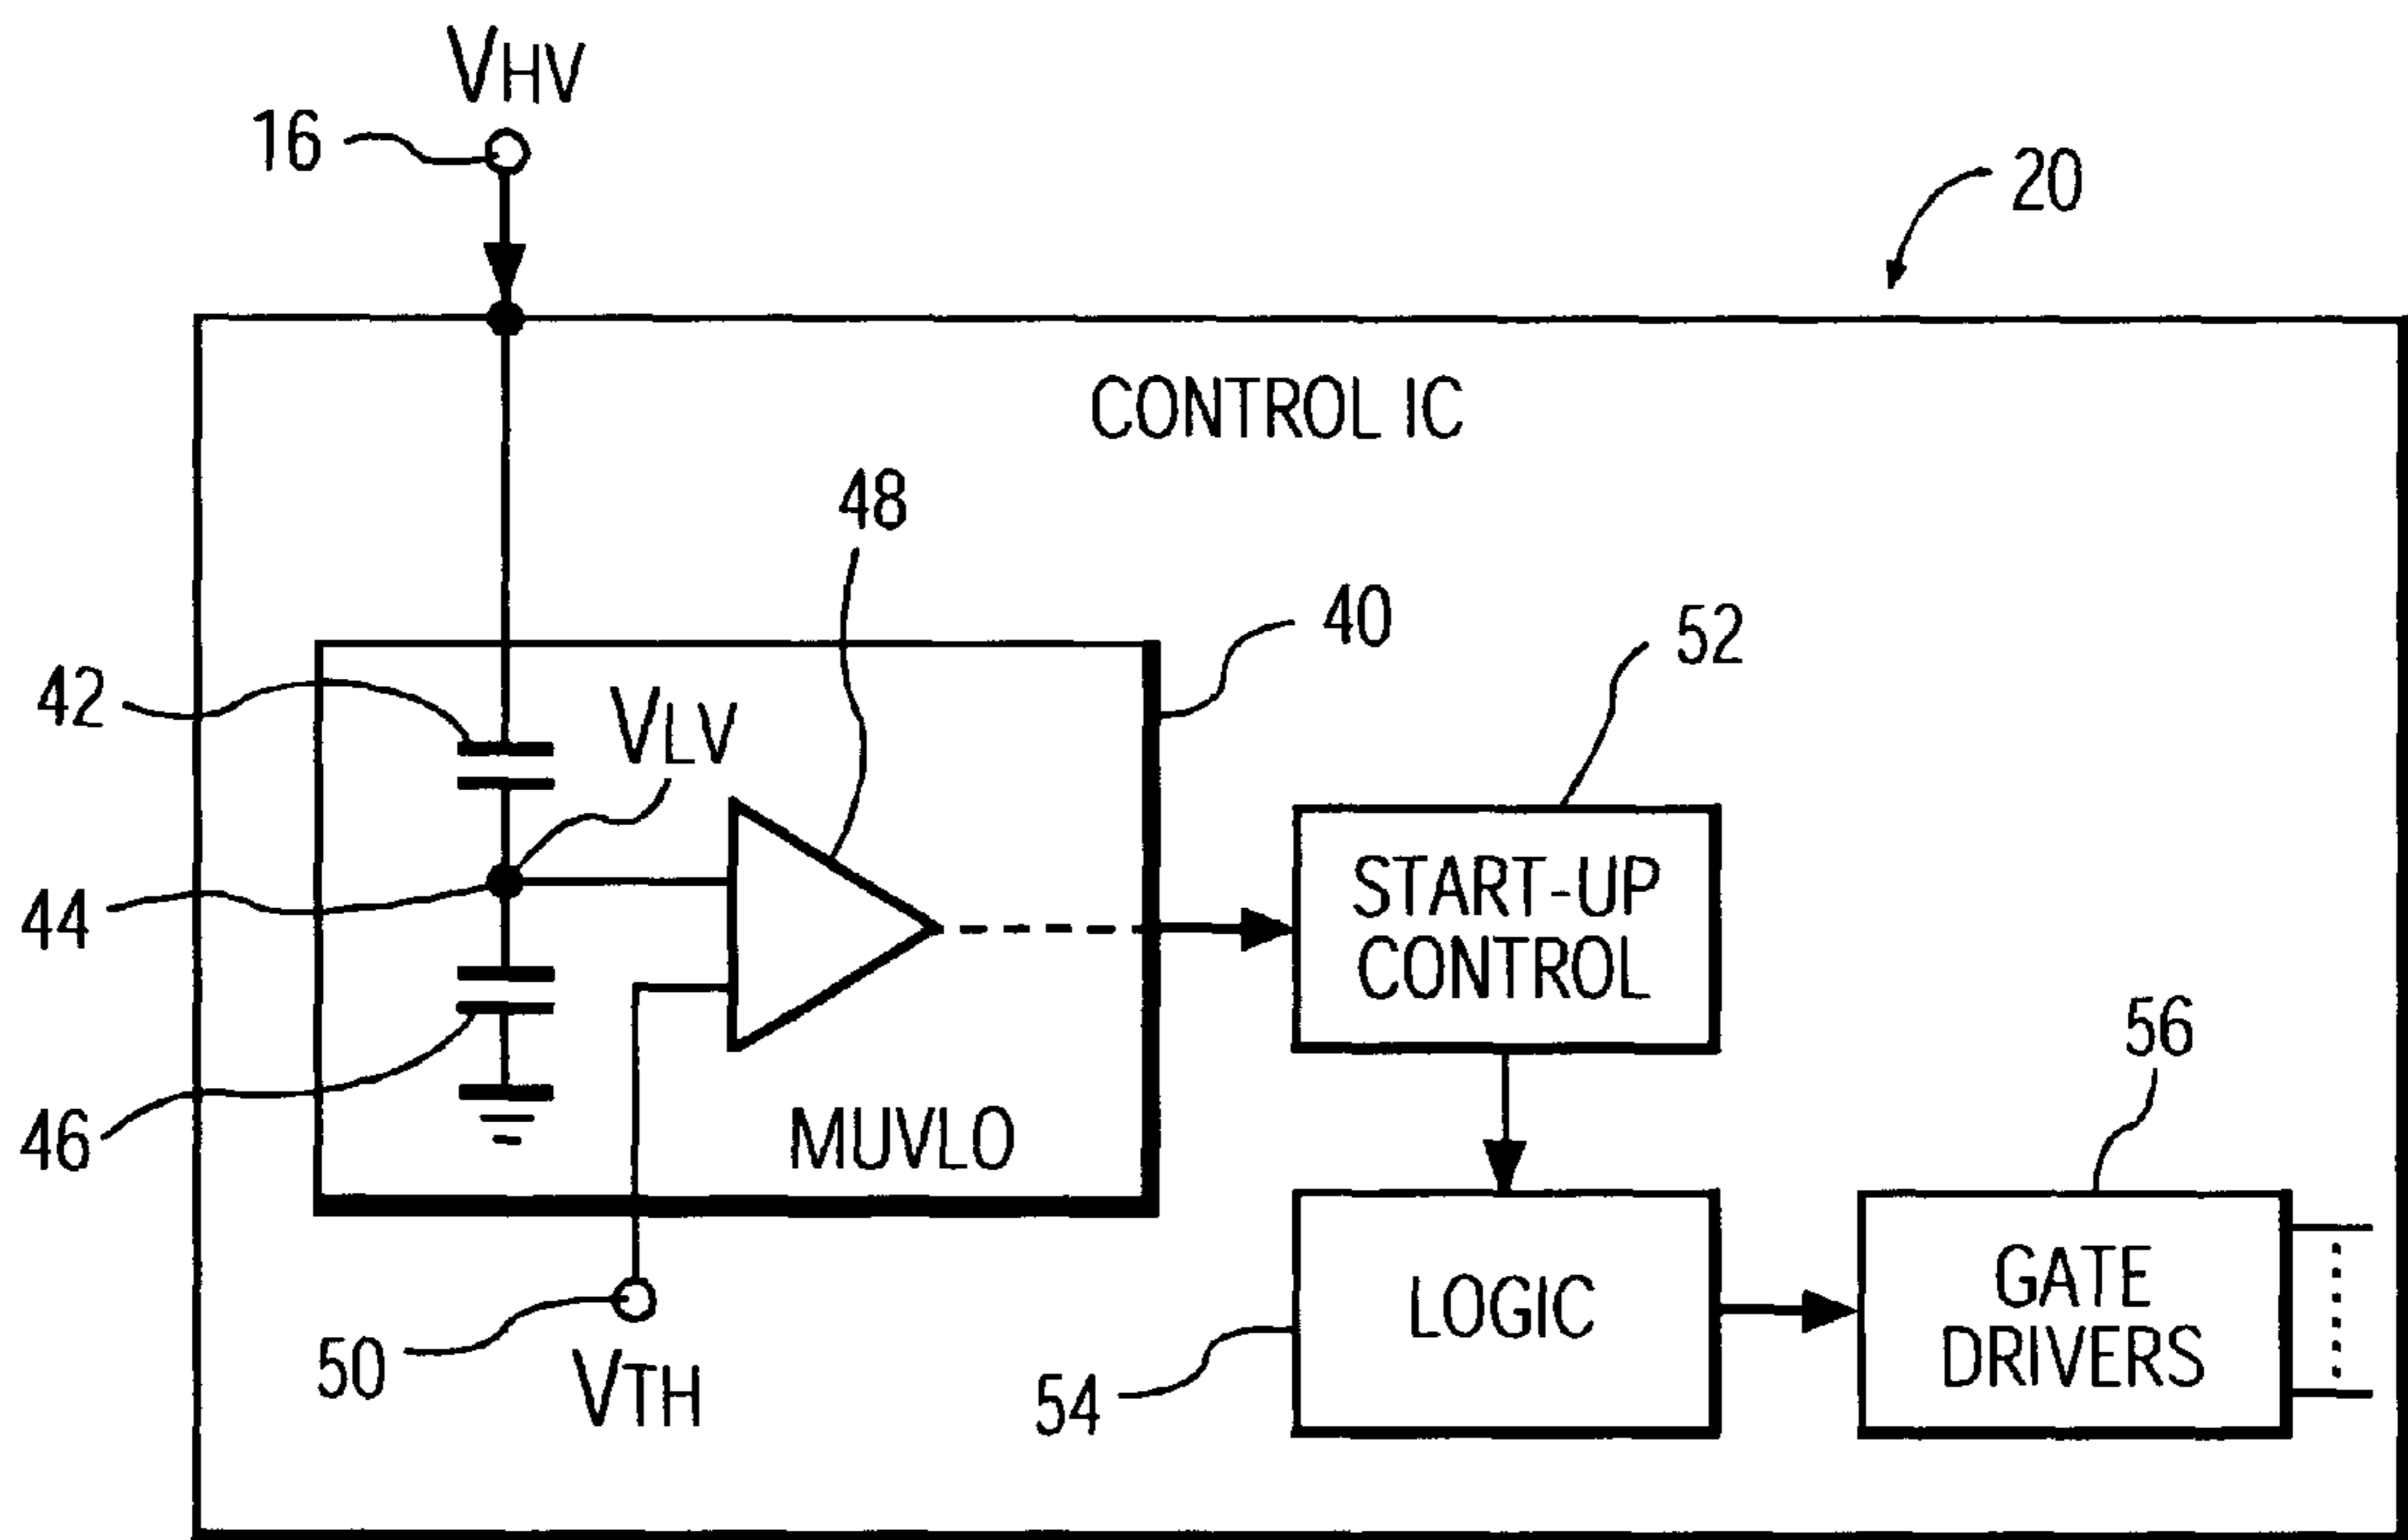 VHV
16
20
CONTROL IC
48
40
52
42
VLV
START-UP
CONTROL
44
56
46
MUVLO
GATE
DRIVERS
LOGIC
50
VTH
54